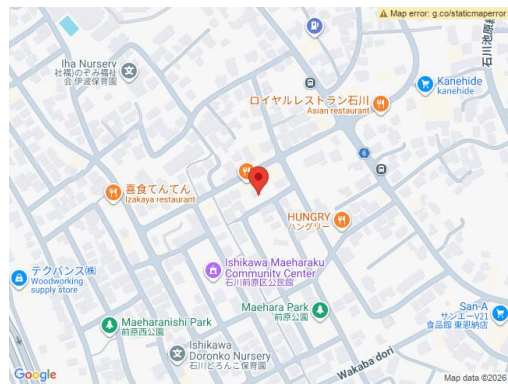 Map error: g.co/staticmaperror
Iha Nursery
社福)のぞみ福祉
会 伊波保育園
石川池原線
Kanehide
kanehide
ロイヤルレストラン石川
Asian restaurant
6
喜食てんてん
Izakaya restaurant
HUNGRY
ハングリー
Ishikawa Maeharaku
Community Center
石川前原区公民館
テクバンス㈱
Woodworking
supply store
Maehara Park
前原公園
San-A
サンエーV21
食品館 東恩納店
Maeharanishi Park
前原西公園
Ishikawa
Doronko Nursery
石川どろんこ保育園
Wakaba dori
Google
Map data ©2026